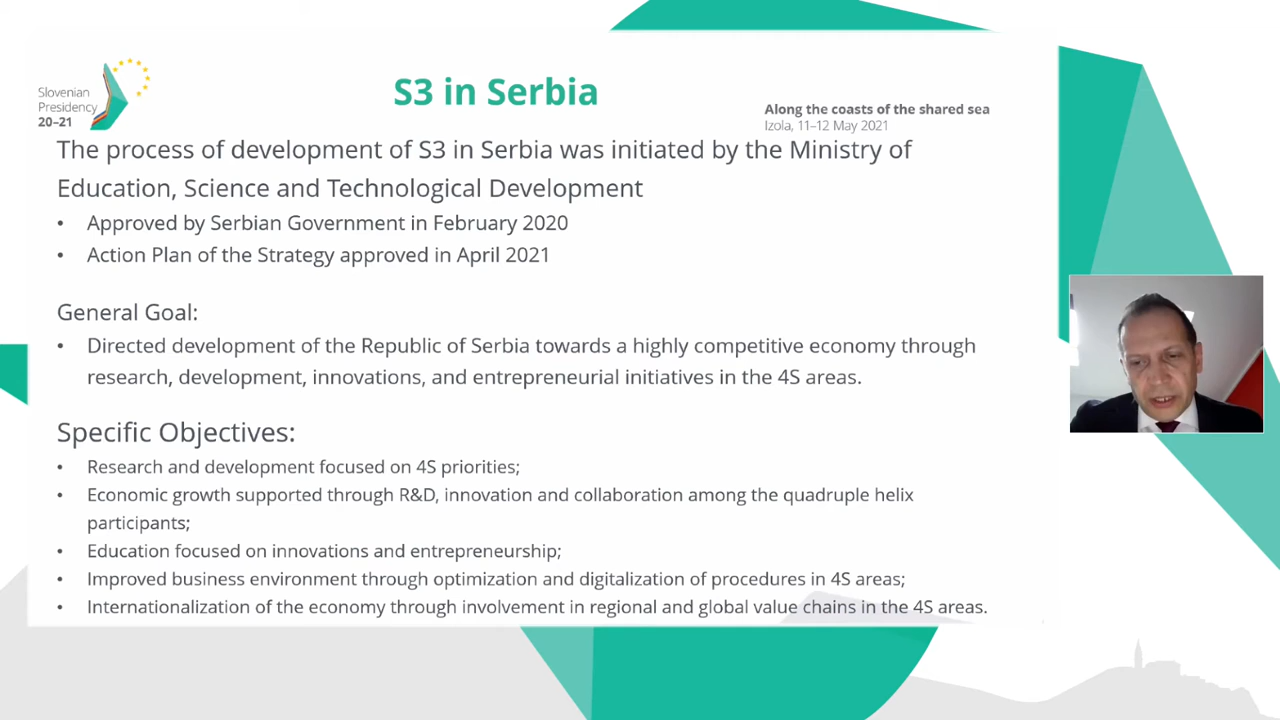 Slovenian
Presidency
20–21
S3 in Serbia
Along the coasts of the shared sea
Izola, 11–12 May 2021
The process of development of S3 in Serbia was initiated by the Ministry of
Education, Science and Technological Development
• Approved by Serbian Government in February 2020
• Action Plan of the Strategy approved in April 2021
General Goal:
• Directed development of the Republic of Serbia towards a highly competitive economy through
research, development, innovations, and entrepreneurial initiatives in the 4S areas.
Specific Objectives:
• Research and development focused on 4S priorities;
• Economic growth supported through R&D, innovation and collaboration among the quadruple helix
participants;
• Education focused on innovations and entrepreneurship;
• Improved business environment through optimization and digitalization of procedures in 4S areas;
• Internationalization of the economy through involvement in regional and global value chains in the 4S areas.